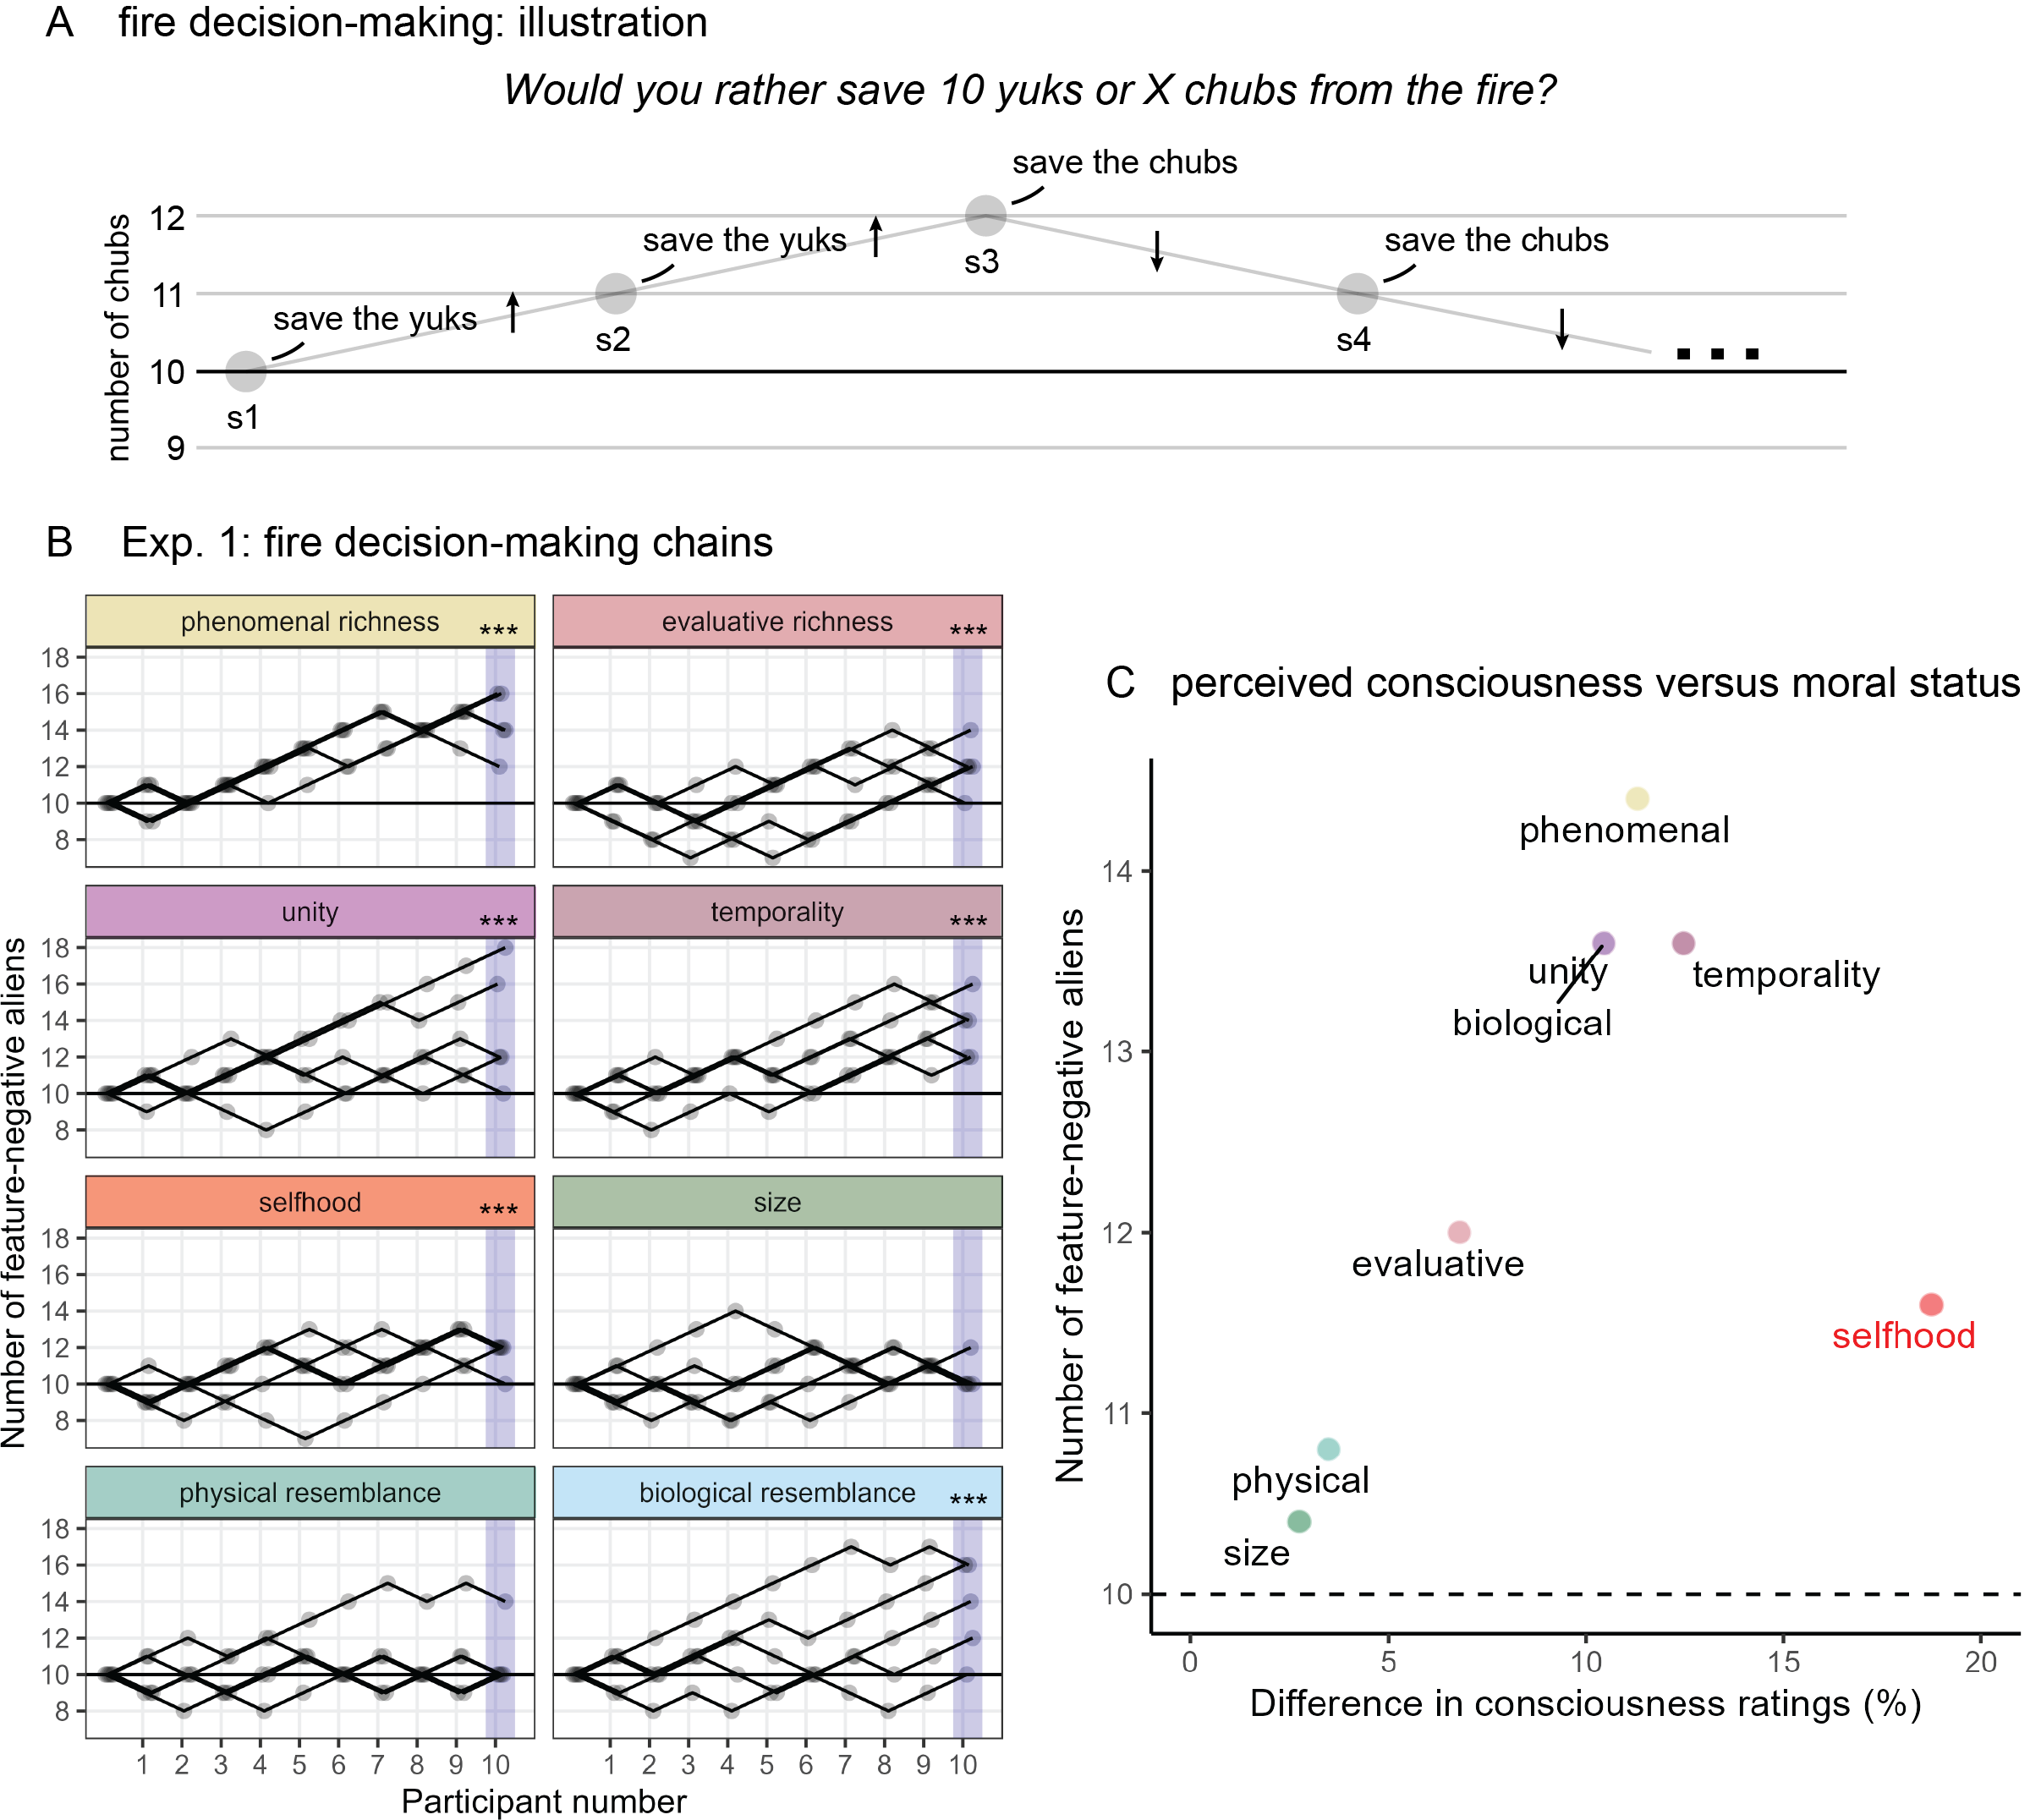 A fire decision-making: illustration
Would you rather save 10 yuks or X chubs from the fire?
number of chubs
12
11
10
9
save the yuks
s1
save the yuks
s2
save the chubs
s3
save the chubs
s4
...
B Exp. 1: fire decision-making chains
Number of feature-negative aliens
phenomenal richness ***
evaluative richness ***
18
16
14
12
10
8
unity ***
temporality ***
18
16
14
12
10
8
selfhood ***
size
18
16
14
12
10
8
physical resemblance
biological resemblance ***
18
16
14
12
10
8
1 2 3 4 5 6 7 8 9 10
1 2 3 4 5 6 7 8 9 10
Participant number
C perceived consciousness versus moral status
Number of feature-negative aliens
14
13
12
11
10
phenomenal
unity
temporality
biological
evaluative
selfhood
physical
size
0 5 10 15 20
Difference in consciousness ratings (%)